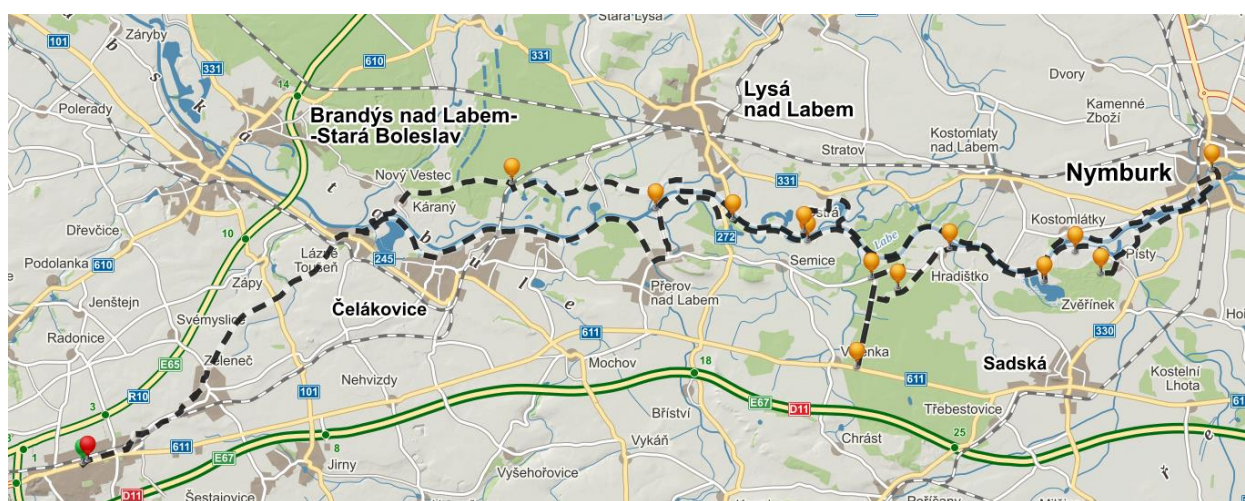 Záryby
101
331
610
Stará Lysá
331
Dvory
Polerady
14
Lysá
nad Labem
Kamenné
Zboží
Brandýs nad Labem-
-Stará Boleslav
Kostomlaty
nad Labem
Stratov
Nový Vestec
331
Nymburk
Káraný
Dřevčice
10
272
Labe
Kostomlátky
610
Lázně
Toušeň
245
Semice
Hradištko
Písty
Podolanka
Zápy
Přerov
nad Labem
Zvěřínek
Jenštejn
Čelákovice
Svémyslice
611
330
Radonice
Zeleneč
Mochov
18
Sadská
E65
Nehvizdy
611
Kostelní
Lhota
R10
101
E67
D11
3
Bříství
Třebestovice
611
8
Vykáň
Chrást
25
1
E67
Jirny
Vyšehořovice
E67
D11
Šestajovice